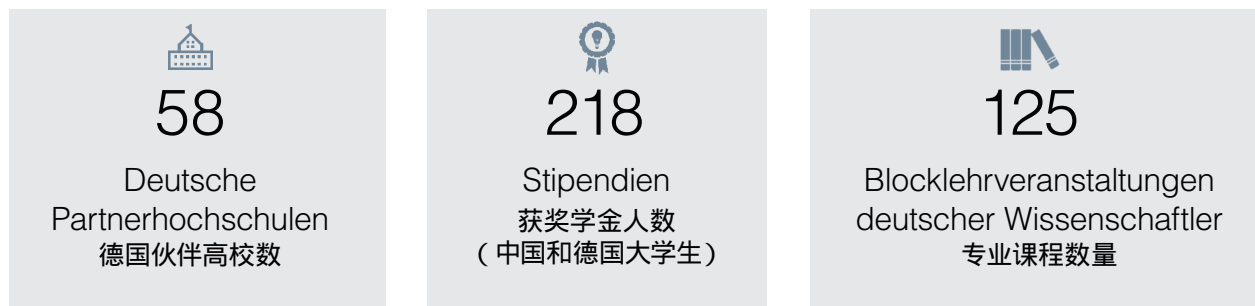 58
Deutsche
Partnerhochschulen
德国伙伴高校数
218
Stipendien
获奖学金人数
（中国和德国大学生）
125
Blocklehrveranstaltungen
deutscher Wissenschaftler
专业课程数量